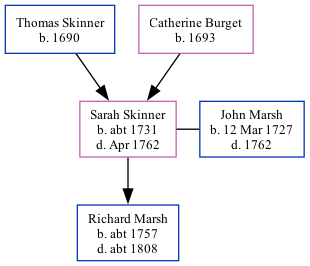 Thomas Skinner
b. 1690
Catherine Burget
b. 1693
Sarah Skinner
b. abt 1731
d. Apr 1762
John Marsh
b. 12 Mar 1727
d. 1762
Richard Marsh
b. abt 1757
d. abt 1808